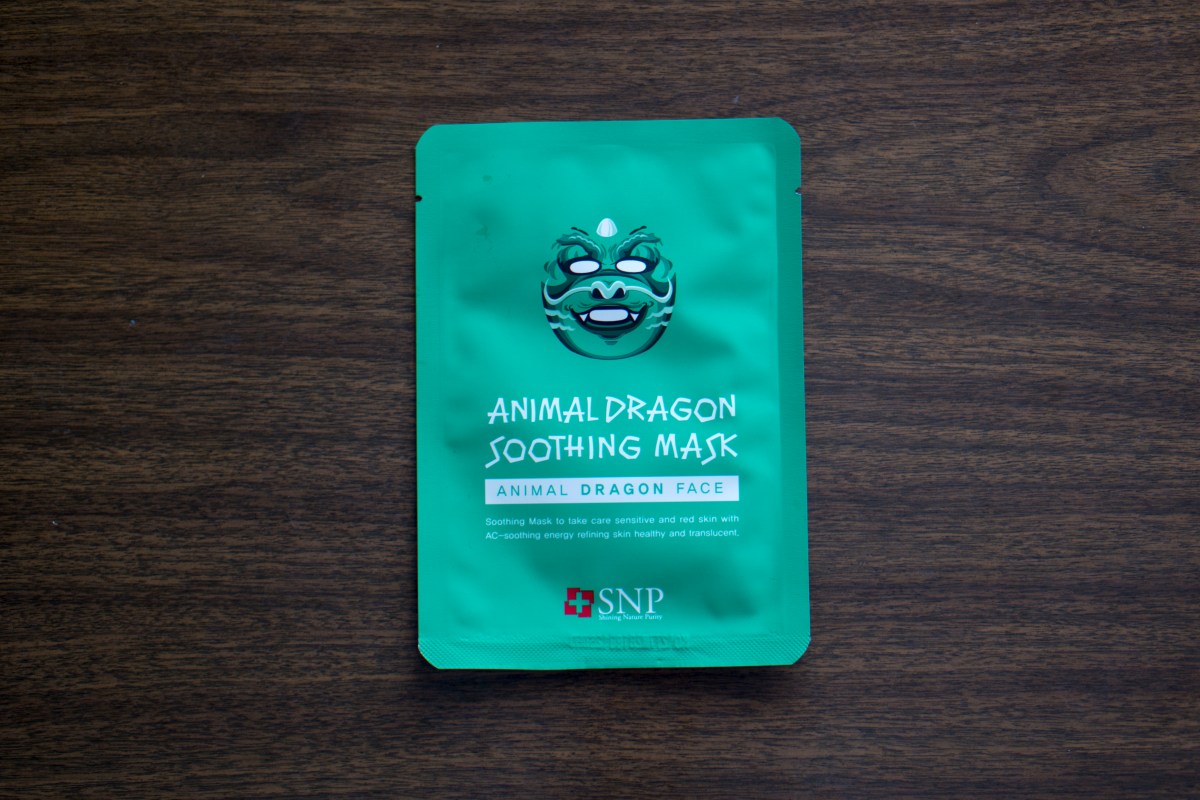 ANIMAL DRAGON
SOOTHING MASK
ANIMAL DRAGON FACE
Soothing Mask to take care sensitive and red skin with
AC-soothing energy refining skin healthy and translucent.
SNP
Shining Nature Purity